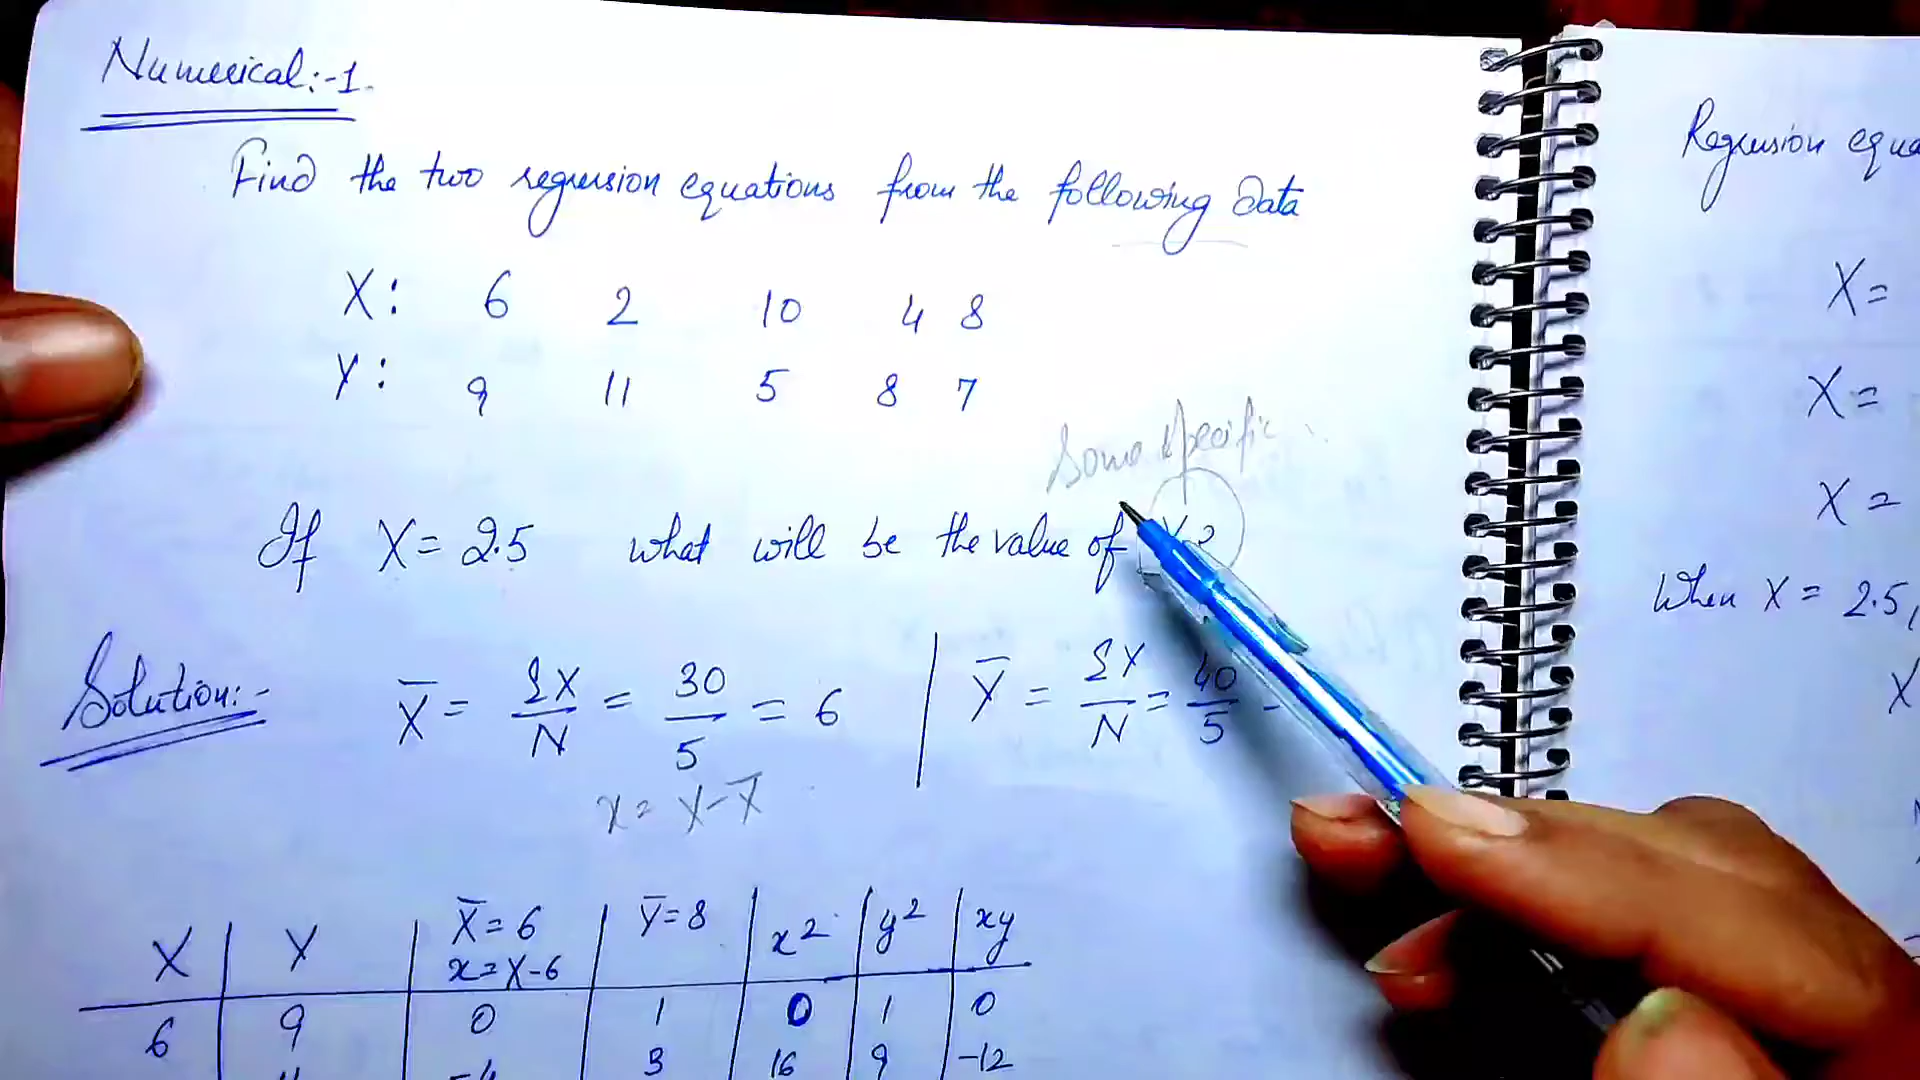 Numerical:-1.
Find the two regression equations from the following data
X: 6 2 10 4 8
Y: 9 11 5 8 7
Some specific
If X = 2.5 what will be the value of Y?
Solution:-
X̄ = ΣX/N = 30/5 = 6 | Ȳ = ΣY/N = 40/5 =
x = X-X̄
X | Y | X̄=6 x=X-6 | Ȳ=8 | x² | y² | xy
6 | 9 | 0 | 1 | 0 | 1 | 0
-4 | 3 | 16 | 9 | -12
Regression equa
X =
X =
X =
When X = 2.5,
X